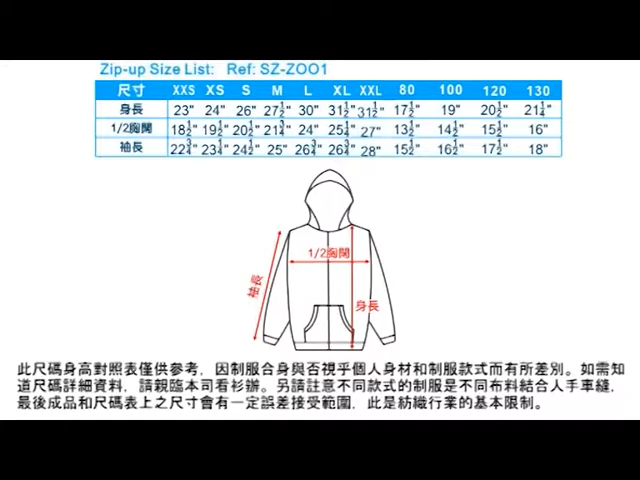 Zip-up Size List: Ref: SZ-ZOO1
尺寸 XXS XS S M L XL XXL 80 100 120 130
身長 23" 24" 26" 27½" 30" 31½" 31½" 17½" 19" 20½" 21¼"
1/2胸闊 18½" 19½" 20½" 21¾" 24" 25¼" 27" 13½" 14½" 15½" 16"
袖長 22¾" 23¼" 24½" 25" 26¾" 26¾" 28" 15½" 16½" 17½" 18"
1/2胸闊
袖長
身長
此尺碼身高對照表僅供參考，因制服合身與否視乎個人身材和制服款式而有所差別。如需知
道尺碼詳細資料，請親臨本司看衫辦。另請註意不同款式的制服是不同布料結合人手車縫，
最後成品和尺碼表上之尺寸會有一定誤差接受範圍，此是紡織行業的基本限制。